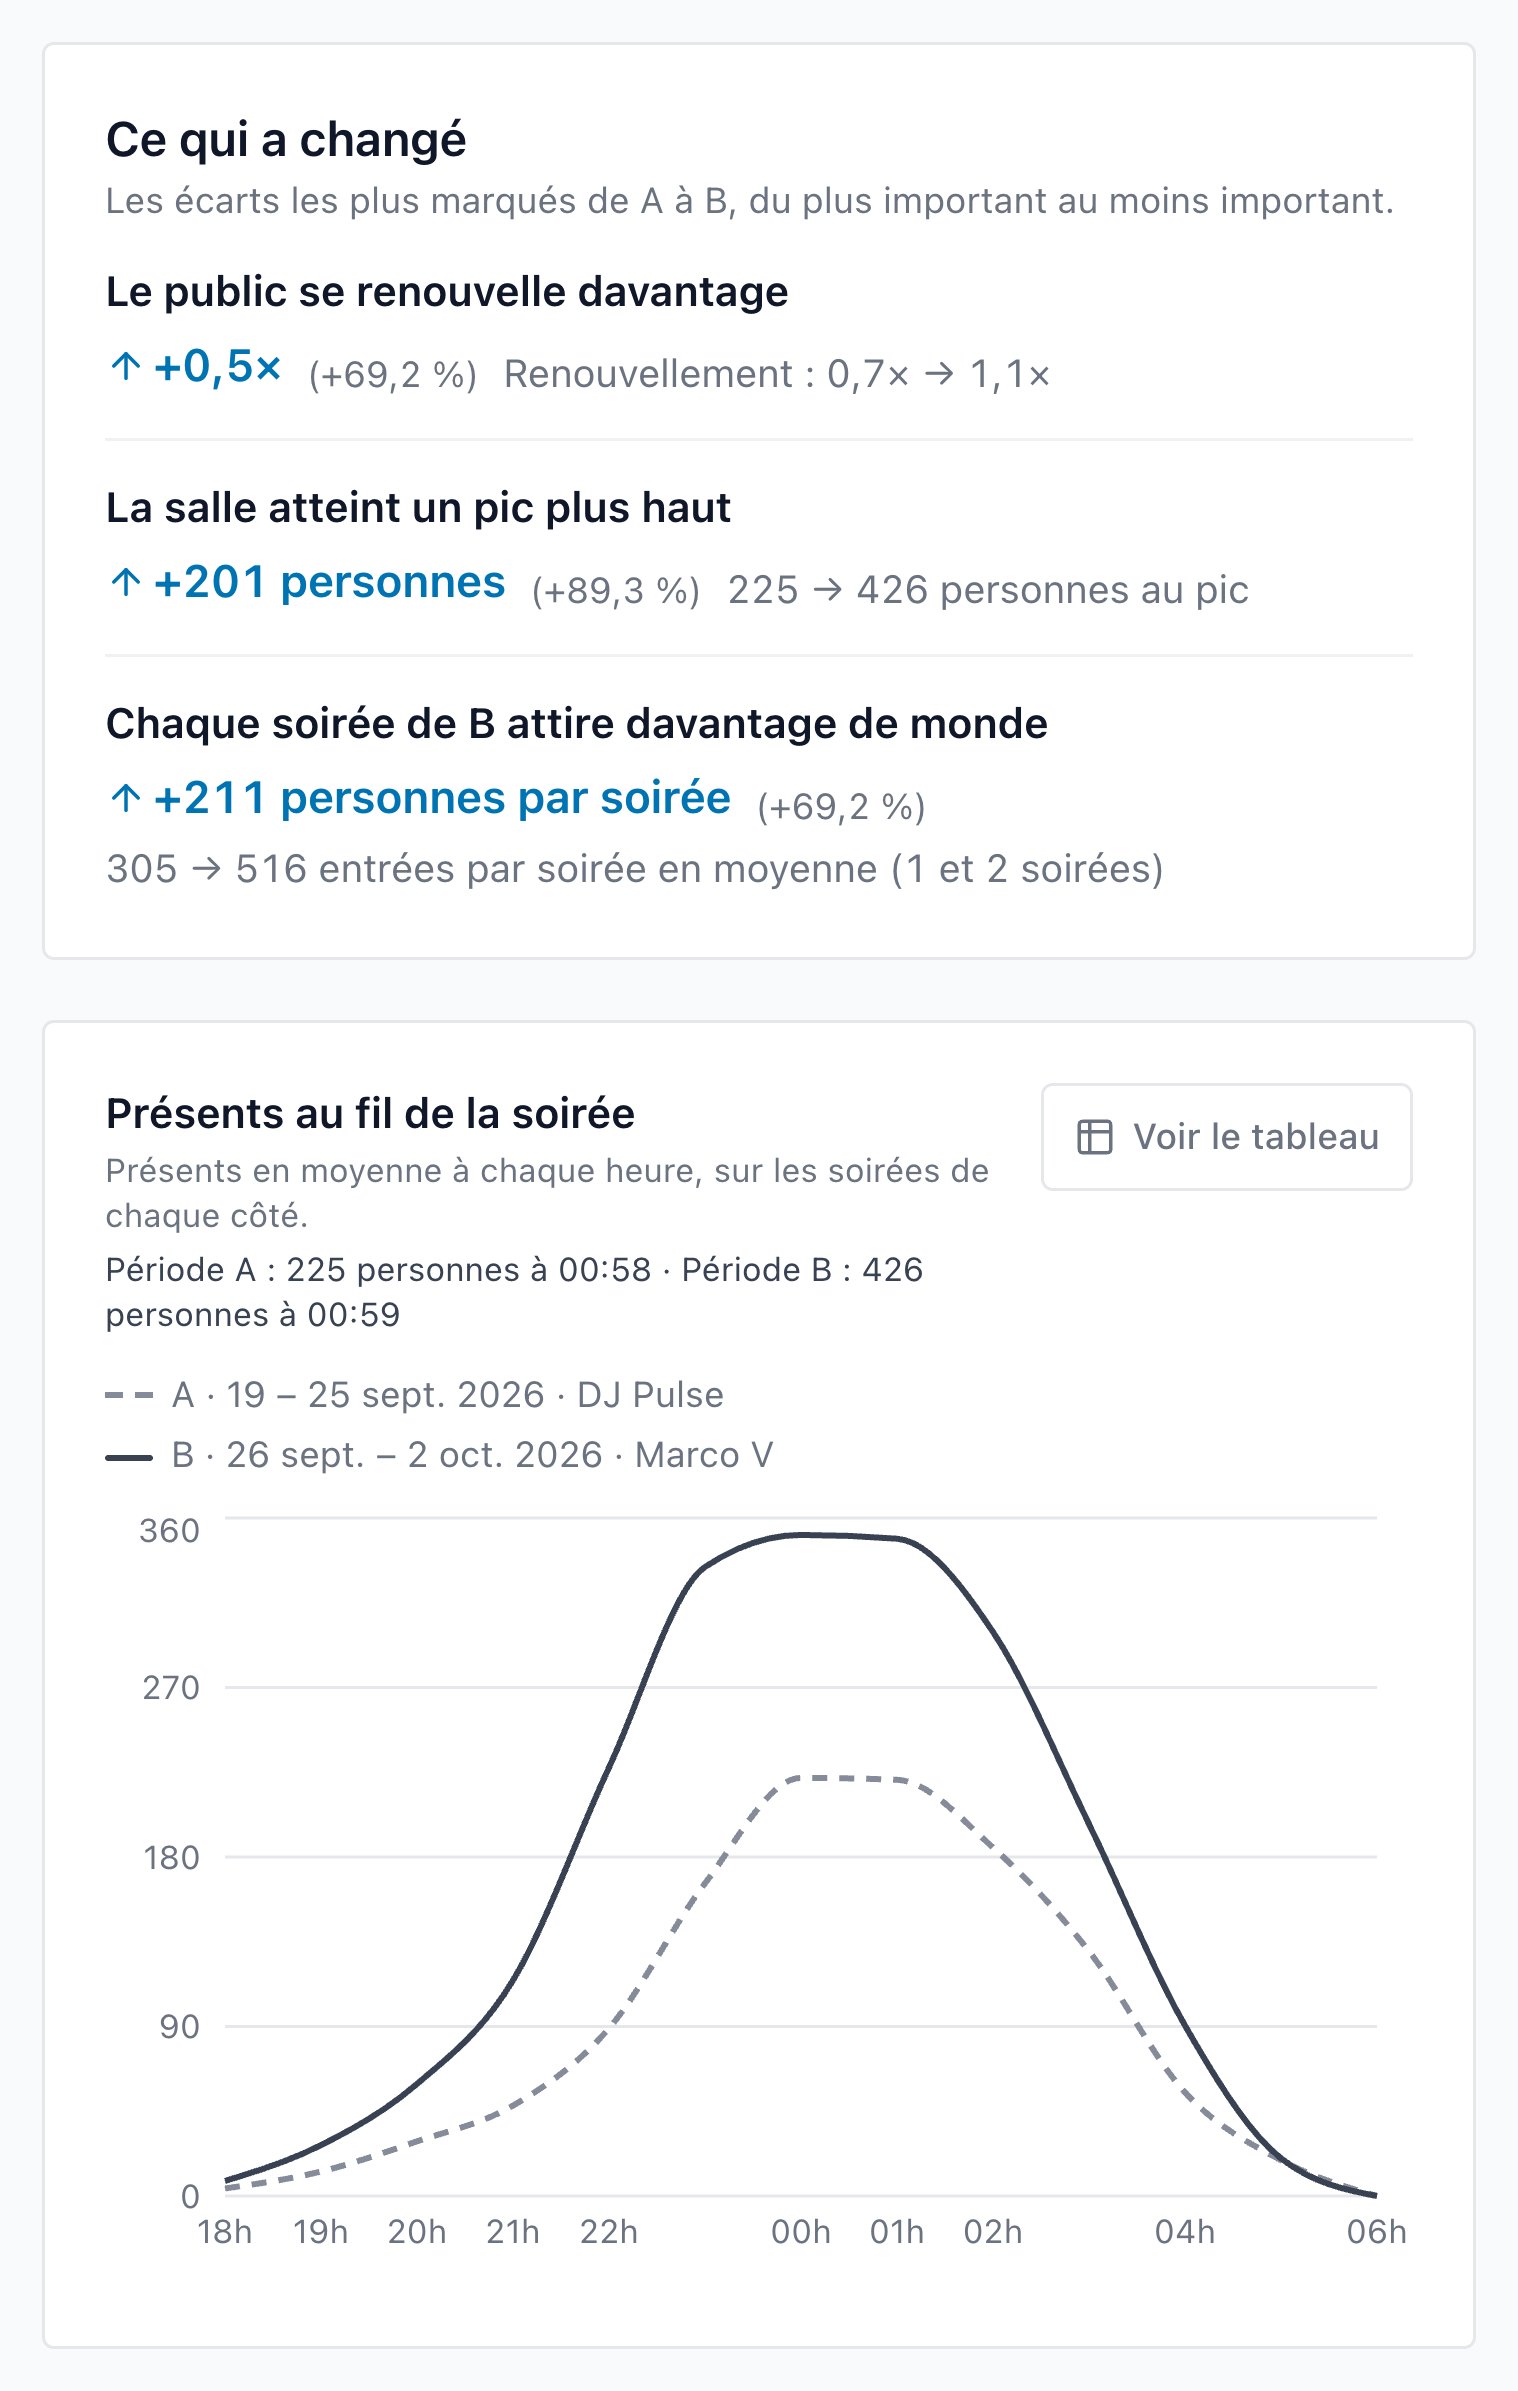 Ce qui a changé
Les écarts les plus marqués de A à B, du plus important au moins important.
Le public se renouvelle davantage
↑ +0,5× (+69,2 %) Renouvellement : 0,7× → 1,1×
La salle atteint un pic plus haut
↑ +201 personnes (+89,3 %) 225 → 426 personnes au pic
Chaque soirée de B attire davantage de monde
↑ +211 personnes par soirée (+69,2 %)
305 → 516 entrées par soirée en moyenne (1 et 2 soirées)
Présents au fil de la soirée
Voir le tableau
Présents en moyenne à chaque heure, sur les soirées de
chaque côté.
Période A : 225 personnes à 00:58 · Période B : 426
personnes à 00:59
A · 19 – 25 sept. 2026 · DJ Pulse
B · 26 sept. – 2 oct. 2026 · Marco V
360
270
180
90
0
18h 19h 20h 21h 22h 00h 01h 02h 04h 06h